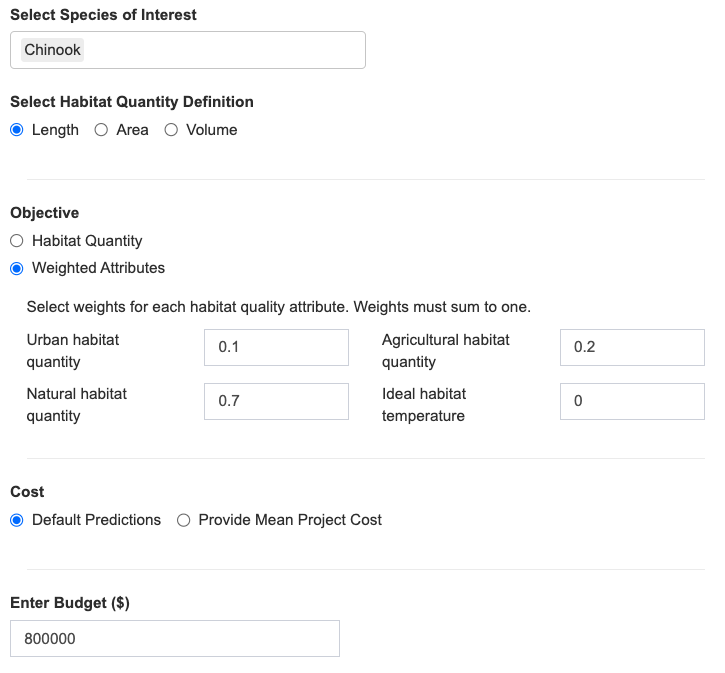 Select Species of Interest
Chinook
Select Habitat Quantity Definition
Length Area Volume
Objective
Habitat Quantity
Weighted Attributes
Select weights for each habitat quality attribute. Weights must sum to one.
Urban habitat
quantity
0.1
Agricultural habitat
quantity
0.2
Natural habitat
quantity
0.7
Ideal habitat
temperature
0
Cost
Default Predictions Provide Mean Project Cost
Enter Budget ($)
800000